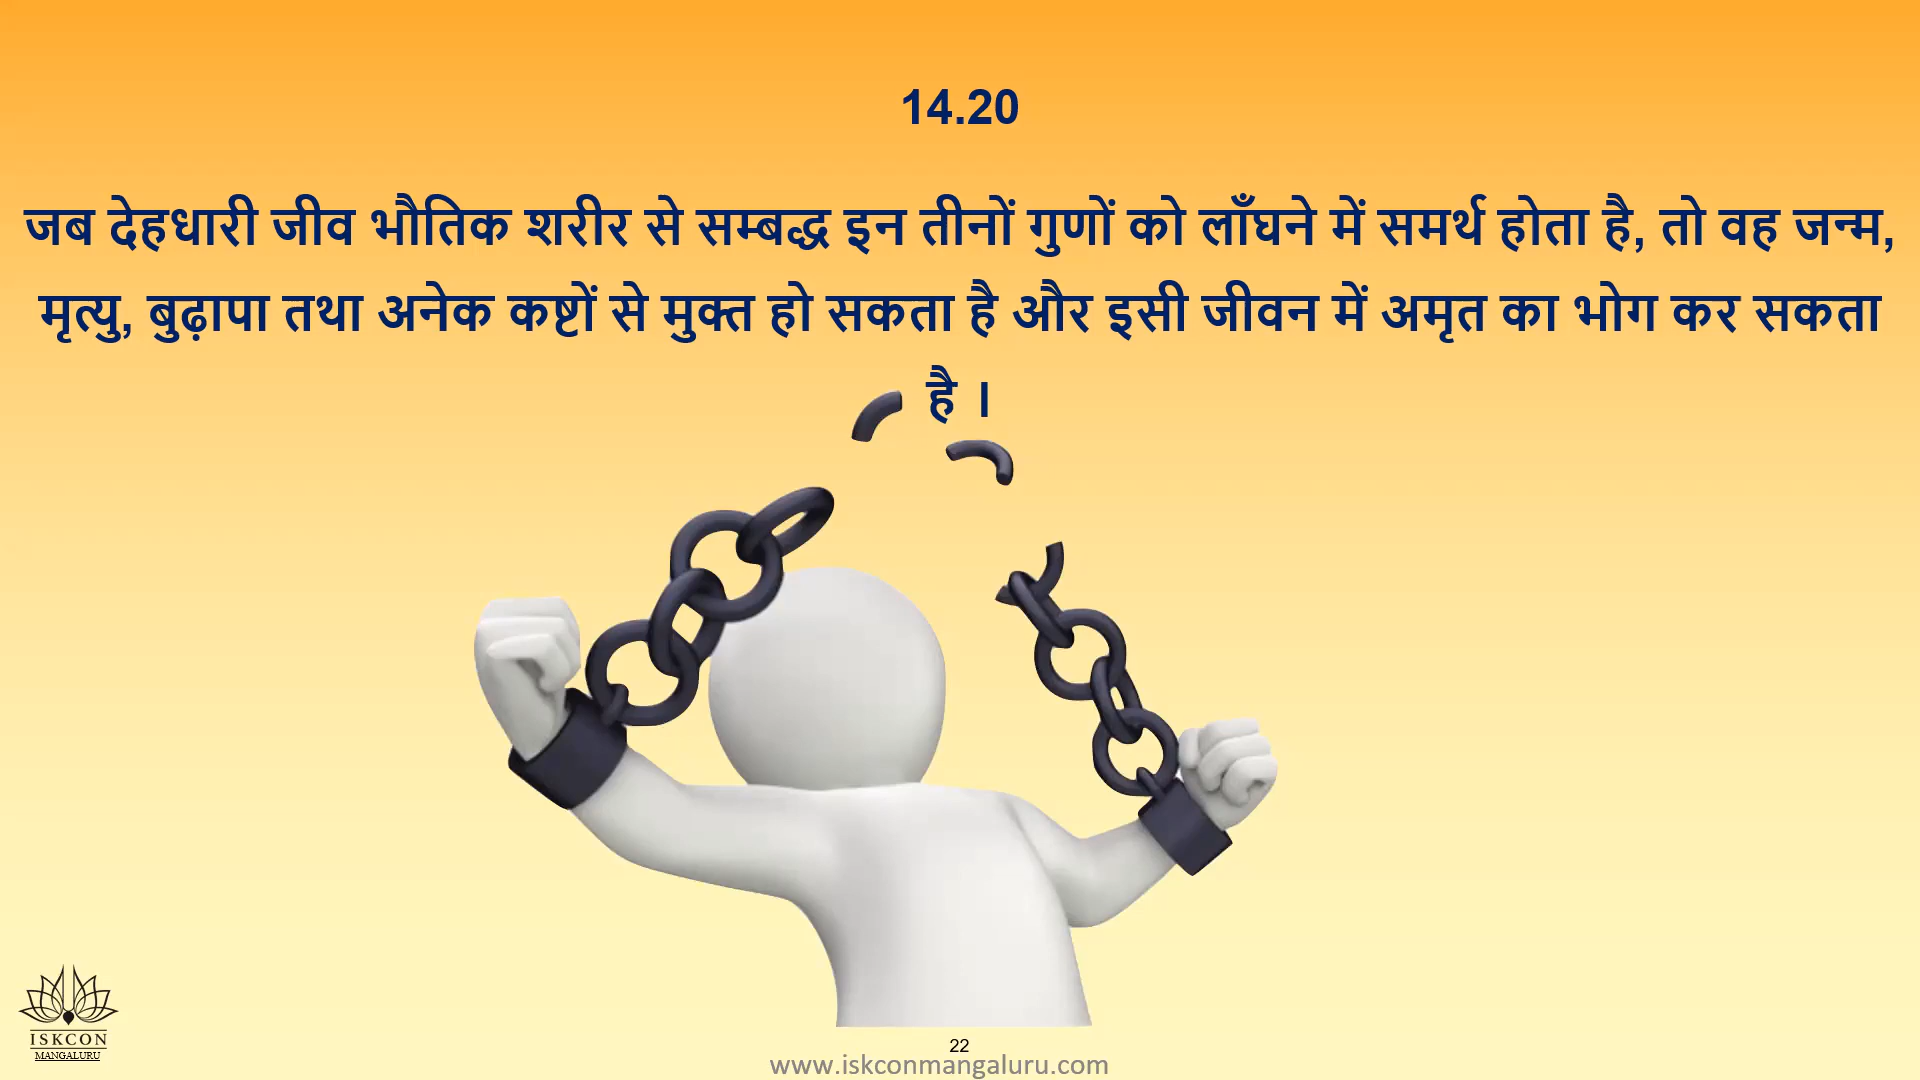 14.20
जब देहधारी जीव भौतिक शरीर से सम्बद्ध इन तीनों गुणों को लाँघने में समर्थ होता है, तो वह जन्म,
मृत्यु, बुढ़ापा तथा अनेक कष्टों से मुक्त हो सकता है और इसी जीवन में अमृत का भोग कर सकता
है ।
ISKCON
MANGALURU
22
www.iskconmangaluru.com